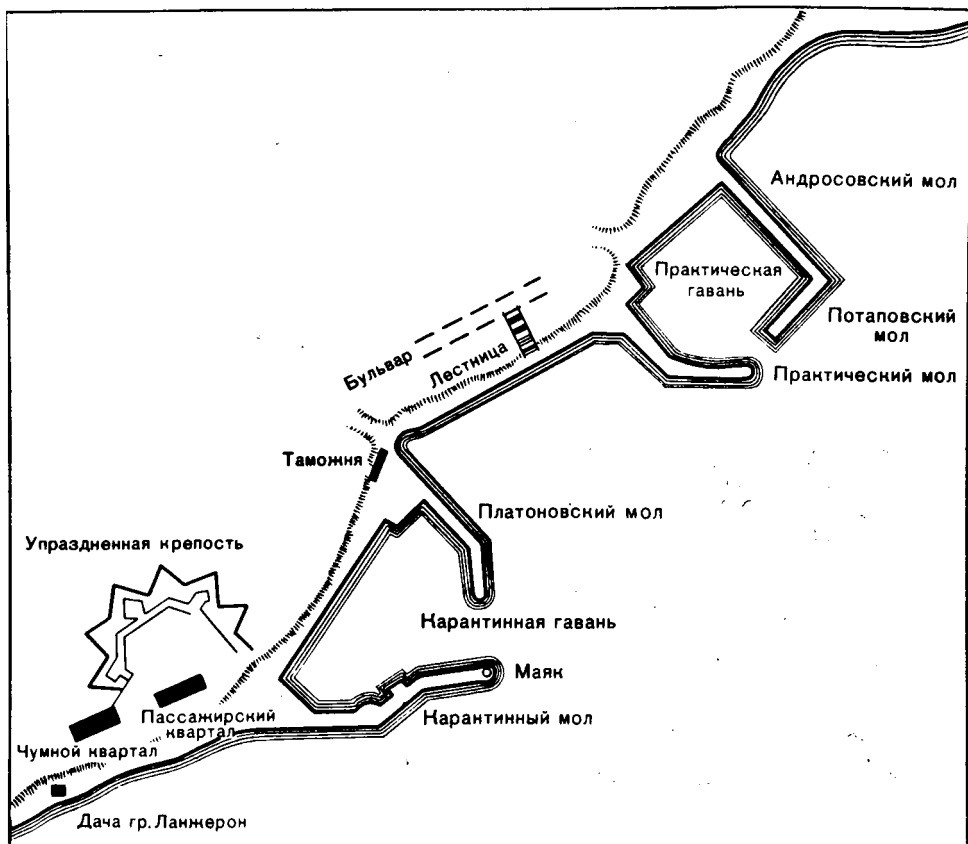 Андросовский мол
Практическая
гавань
Потаповский
мол
Бульвар
Лестница
Практический мол
Таможня
Платоновский мол
Упраздненная крепость
Карантинная гавань
Маяк
Пассажирский
квартал
Карантинный мол
Чумной квартал
Дача гр. Ланжерон